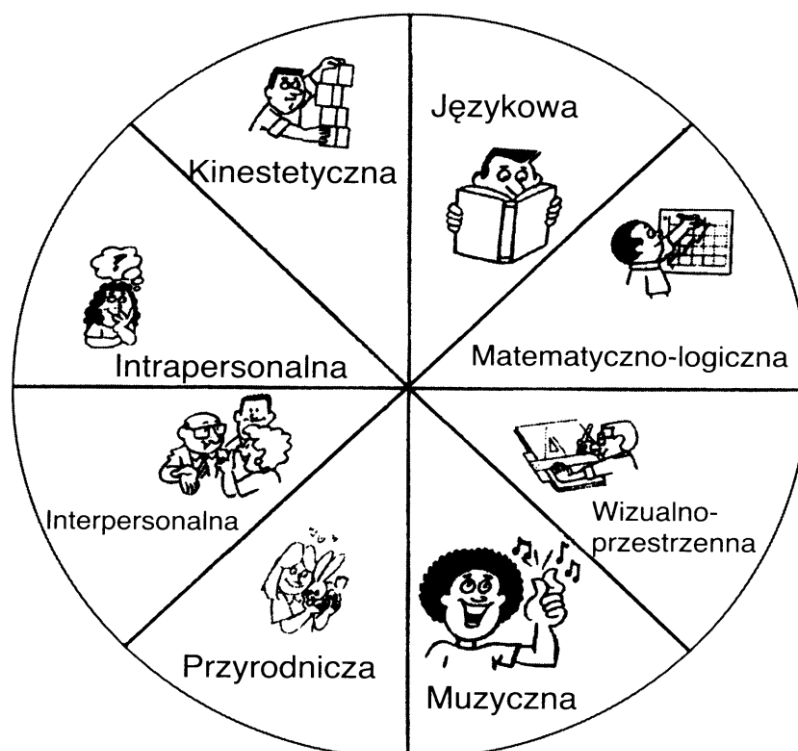 Kinestetyczna
Językowa
Matematyczno-logiczna
Intrapersonalna
Interpersonalna
Wizualno-
przestrzenna
Przyrodnicza
Muzyczna